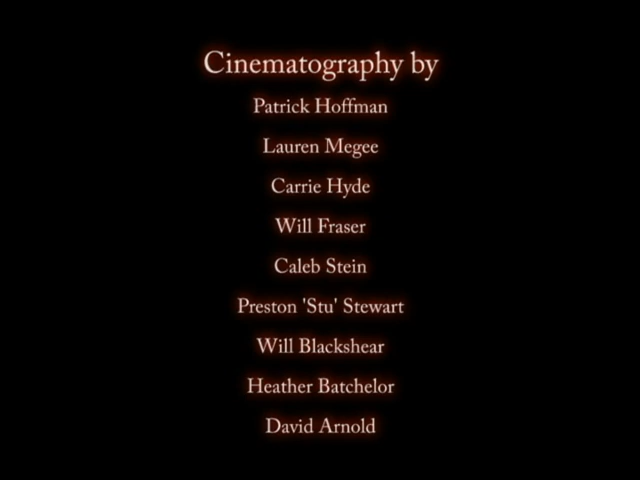 Cinematography by
Patrick Hoffman
Lauren Megee
Carrie Hyde
Will Fraser
Caleb Stein
Preston 'Stu' Stewart
Will Blackshear
Heather Batchelor
David Arnold